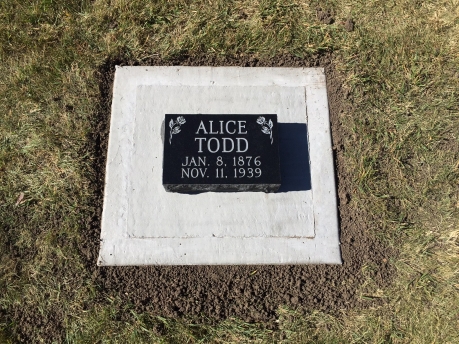 ALICE
TODD
JAN. 8, 1876
NOV. 11, 1939